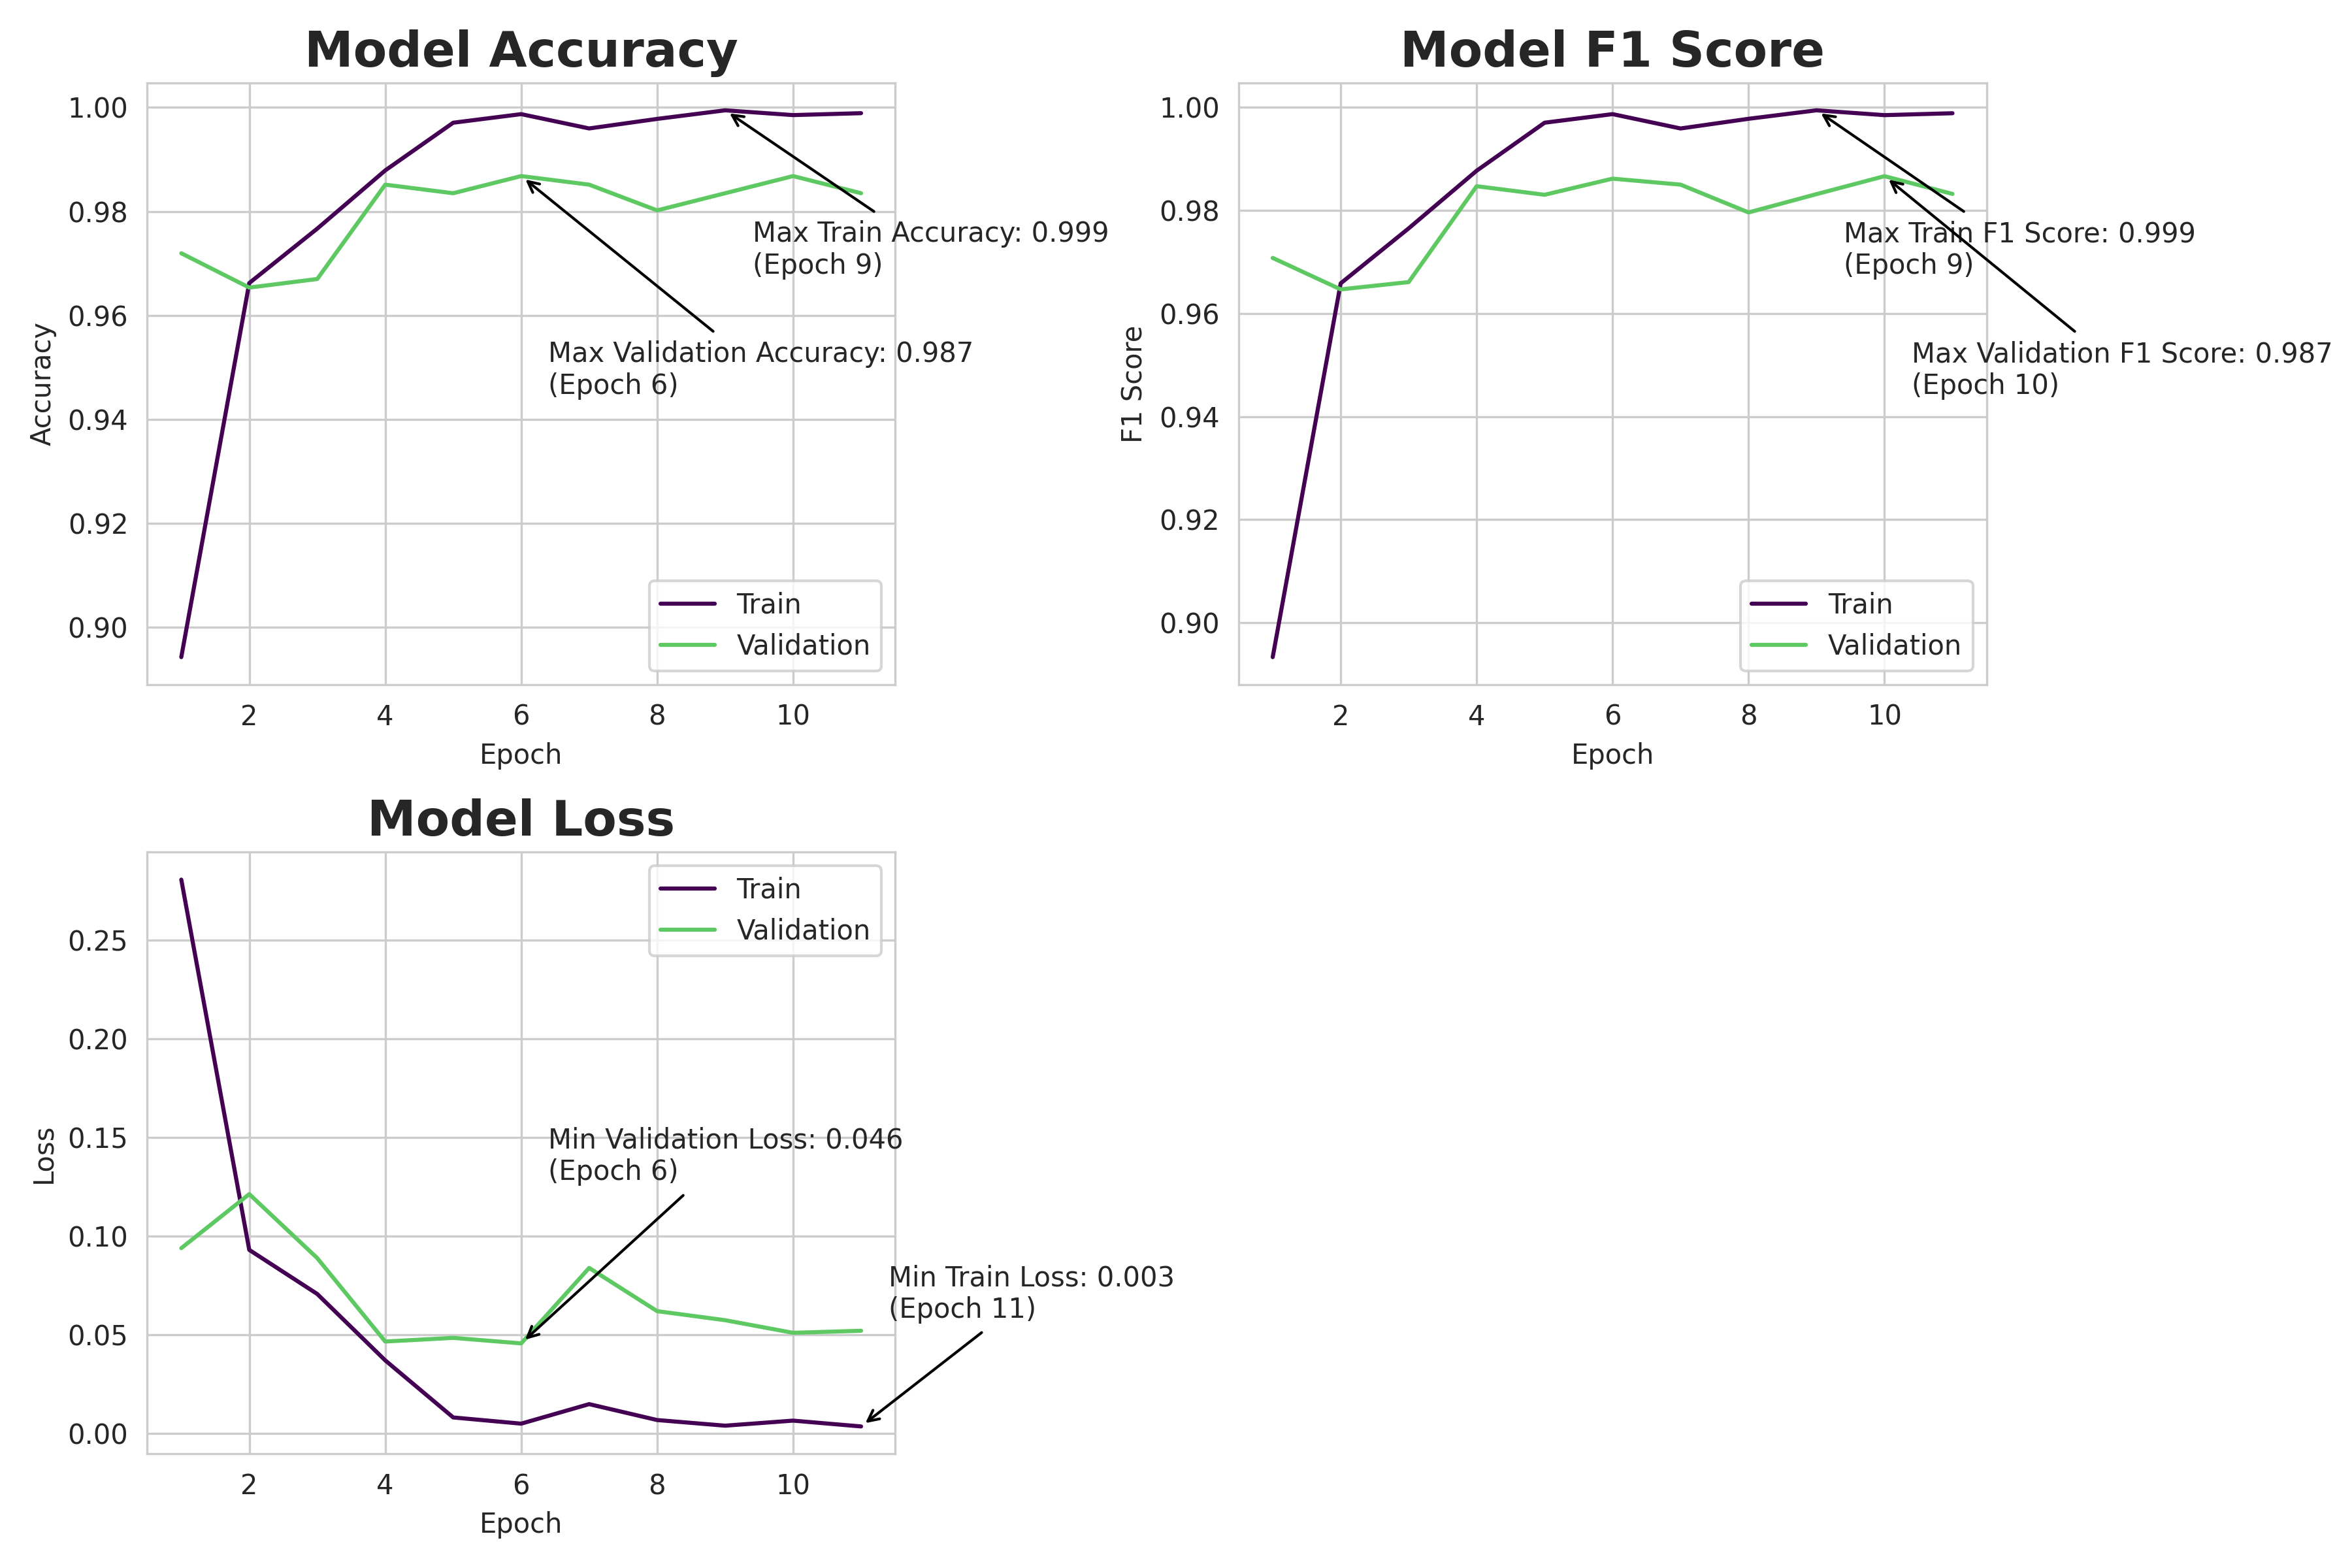 Model Accuracy
Accuracy
1.00
0.98
0.96
0.94
0.92
0.90
Max Train Accuracy: 0.999
(Epoch 9)
Max Validation Accuracy: 0.987
(Epoch 6)
Train
Validation
2 4 6 8 10
Epoch
Model F1 Score
F1 Score
1.00
0.98
0.96
0.94
0.92
0.90
Max Train F1 Score: 0.999
(Epoch 9)
Max Validation F1 Score: 0.987
(Epoch 10)
Train
Validation
2 4 6 8 10
Epoch
Model Loss
Loss
0.25
0.20
0.15
0.10
0.05
0.00
Train
Validation
Min Validation Loss: 0.046
(Epoch 6)
Min Train Loss: 0.003
(Epoch 11)
2 4 6 8 10
Epoch